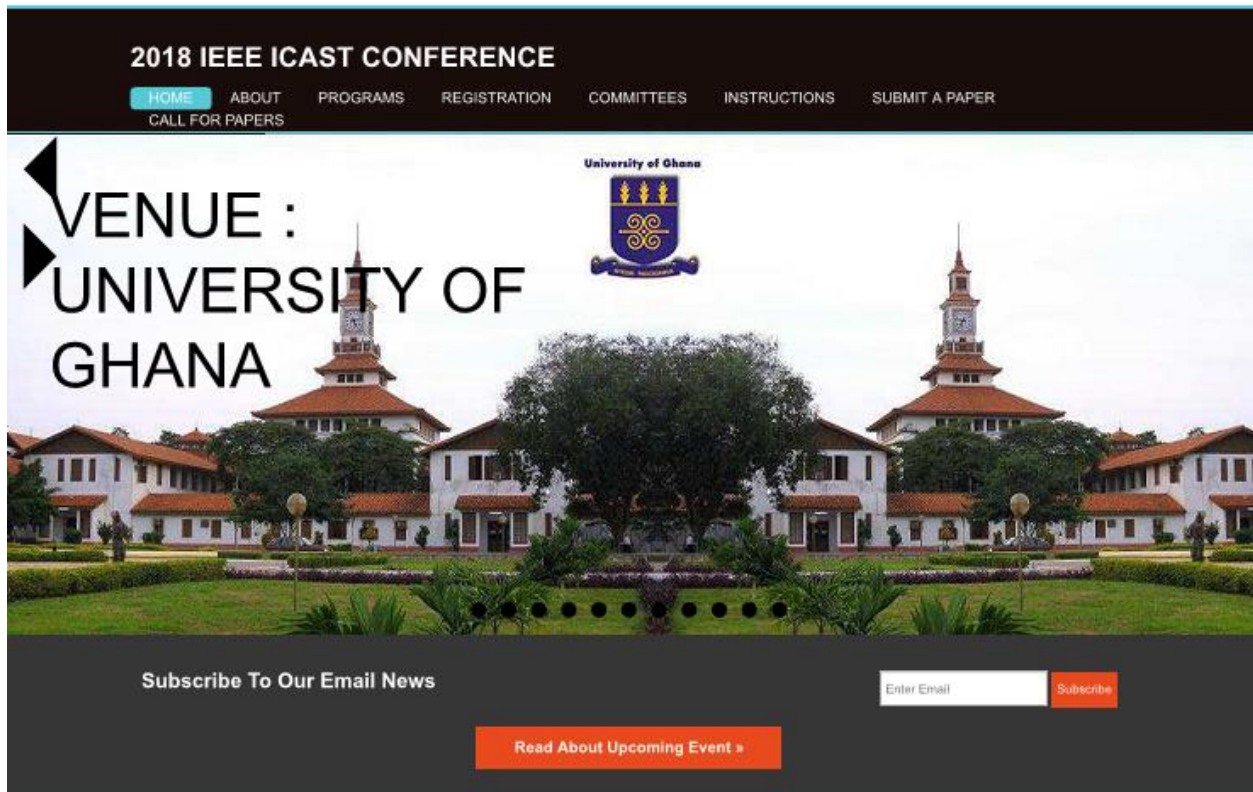 2018 IEEE ICAST CONFERENCE
HOME ABOUT PROGRAMS REGISTRATION COMMITTEES INSTRUCTIONS SUBMIT A PAPER
CALL FOR PAPERS
University of Ghana
VENUE :
UNIVERSITY OF
GHANA
Subscribe To Our Email News
Enter Email Subscribe
Read About Upcoming Event »